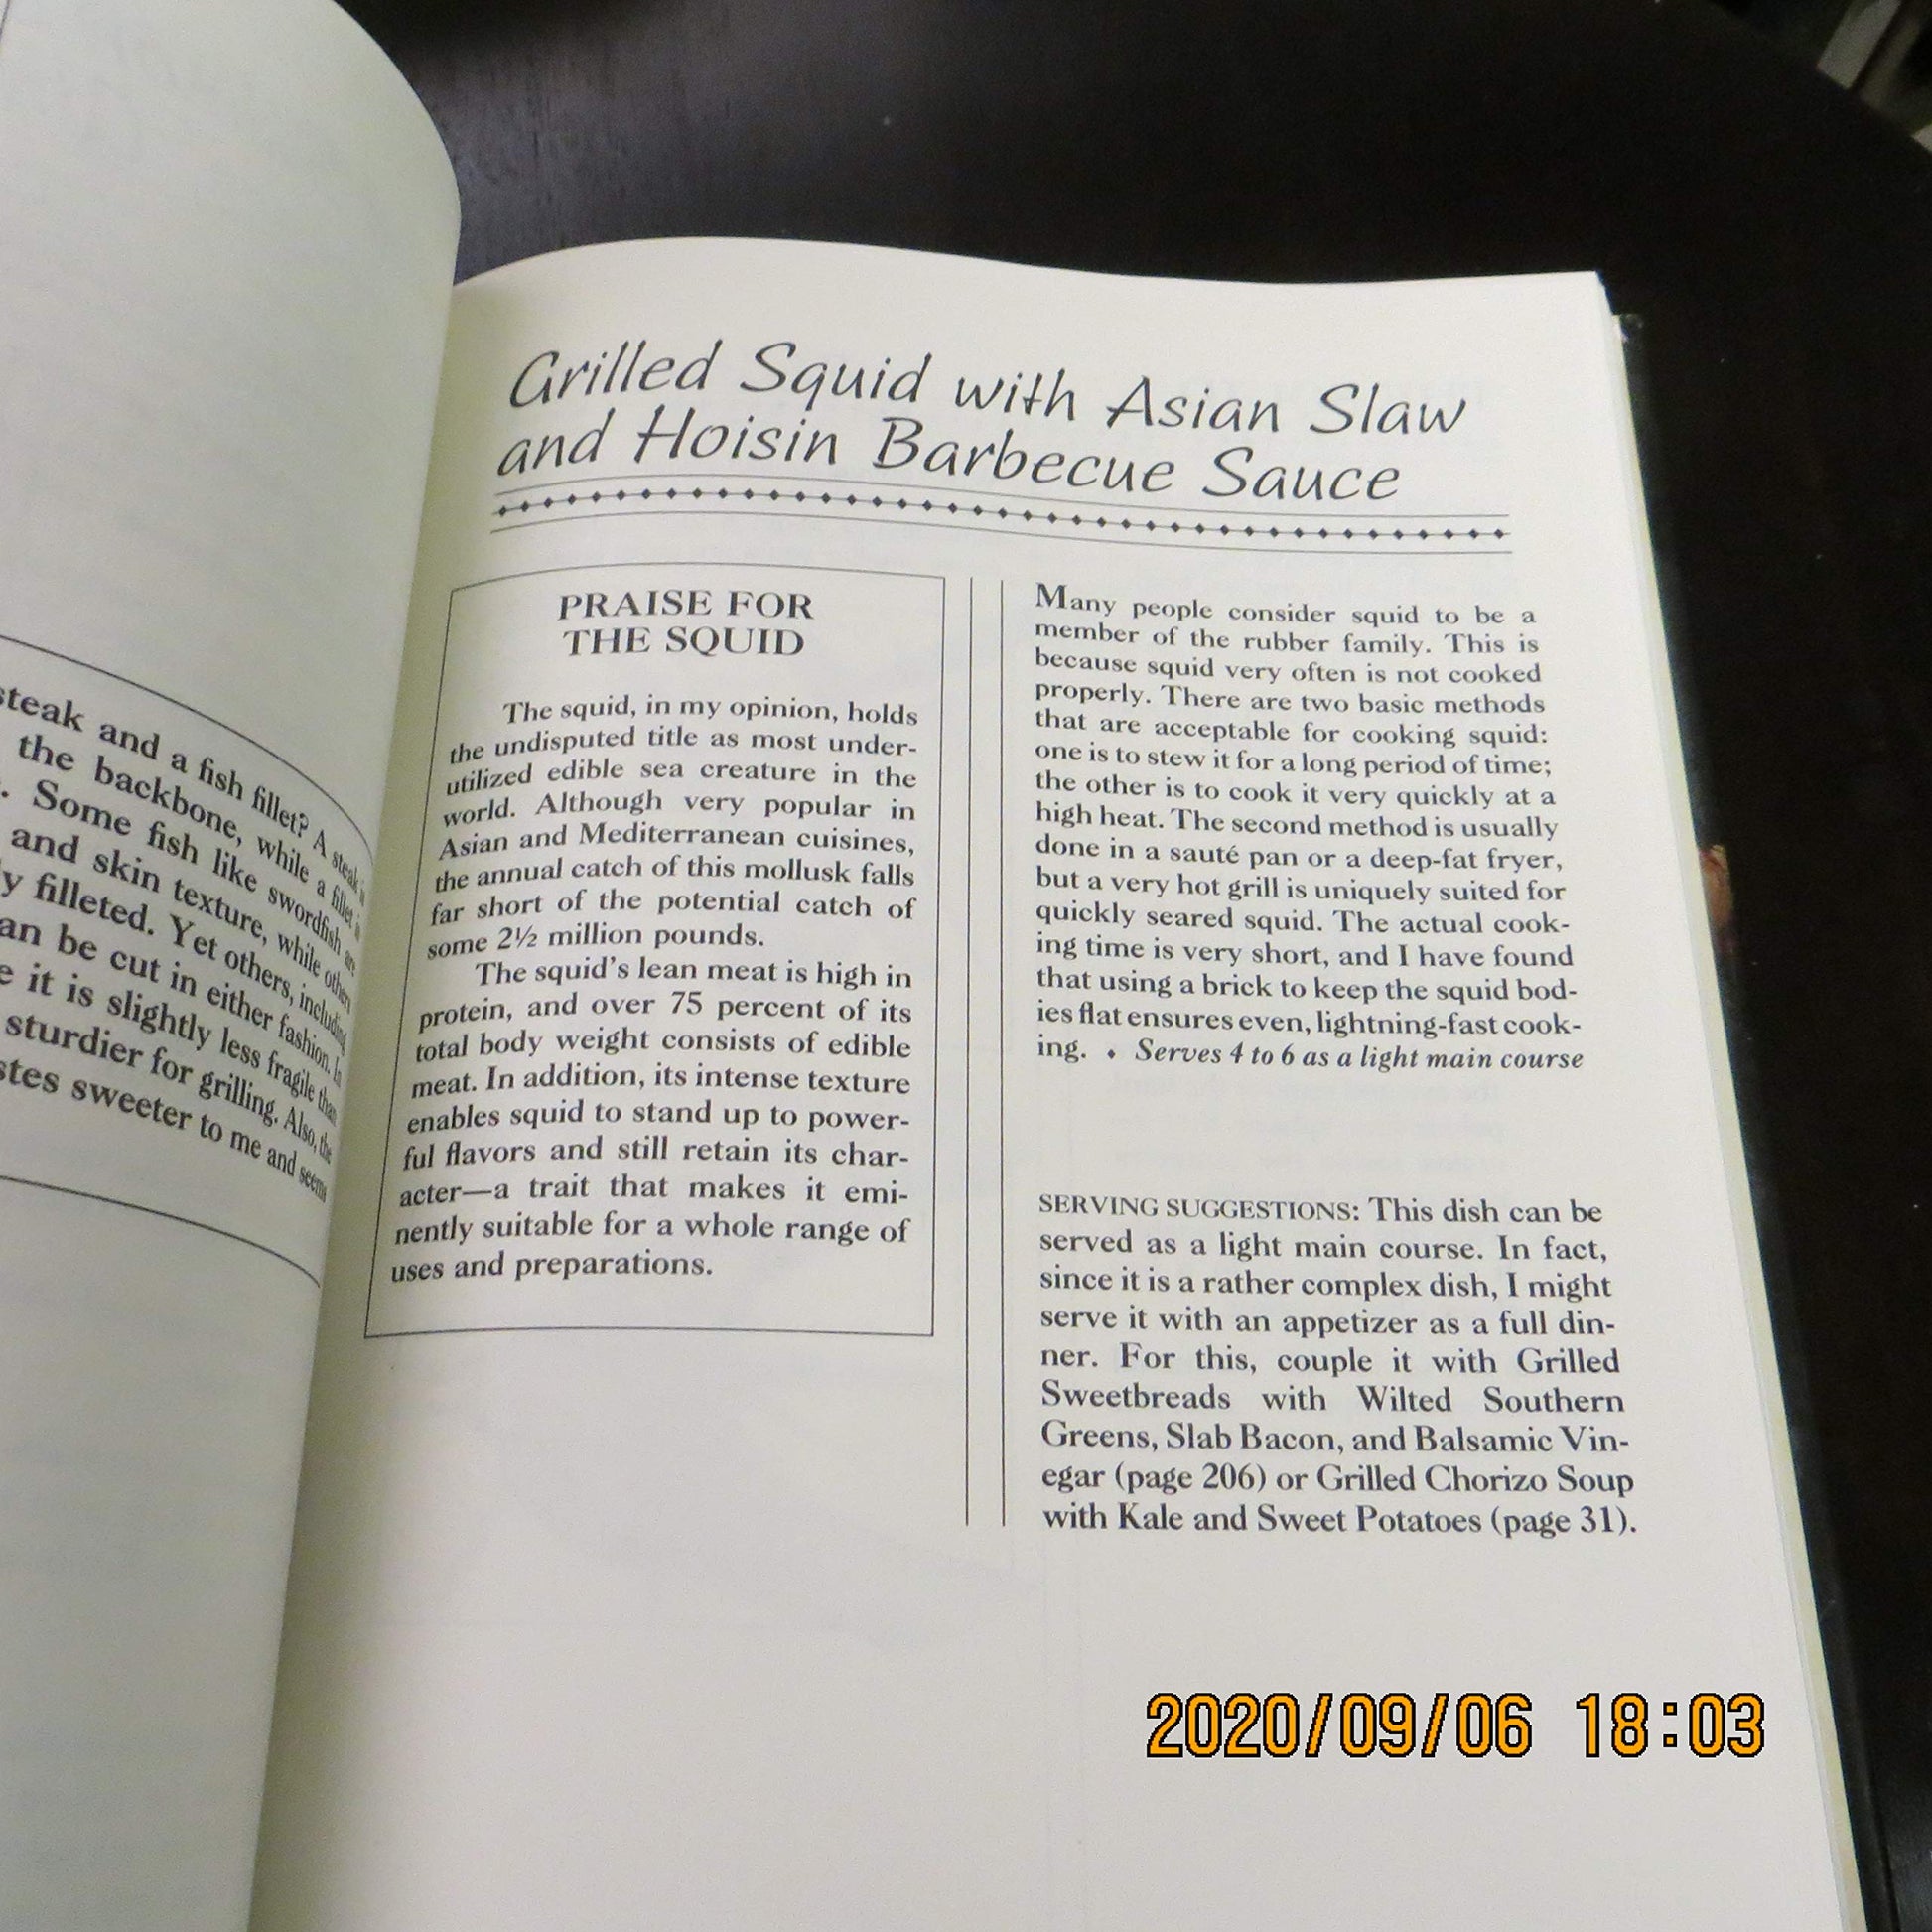 steak and a fish fillet? A steak is
the backbone, while a fillet is
. Some fish like swordfish are
and skin texture, while others
y filleted. Yet others, including
an be cut in either fashion. In
e it is slightly less fragile than
sturdier for grilling. Also, the
stes sweeter to me and seems
Grilled Squid with Asian Slaw
and Hoisin Barbecue Sauce
PRAISE FOR
THE SQUID
The squid, in my opinion, holds
the undisputed title as most under-
utilized edible sea creature in the
world. Although very popular in
Asian and Mediterranean cuisines,
the annual catch of this mollusk falls
far short of the potential catch of
some 2½ million pounds.
The squid's lean meat is high in
protein, and over 75 percent of its
total body weight consists of edible
meat. In addition, its intense texture
enables squid to stand up to power-
ful flavors and still retain its char-
acter—a trait that makes it emi-
nently suitable for a whole range of
uses and preparations.
Many people consider squid to be a
member of the rubber family. This is
because squid very often is not cooked
properly. There are two basic methods
that are acceptable for cooking squid:
one is to stew it for a long period of time;
the other is to cook it very quickly at a
high heat. The second method is usually
done in a sauté pan or a deep-fat fryer,
but a very hot grill is uniquely suited for
quickly seared squid. The actual cook-
ing time is very short, and I have found
that using a brick to keep the squid bod-
ies flat ensures even, lightning-fast cook-
ing. ♦ Serves 4 to 6 as a light main course
SERVING SUGGESTIONS: This dish can be
served as a light main course. In fact,
since it is a rather complex dish, I might
serve it with an appetizer as a full din-
ner. For this, couple it with Grilled
Sweetbreads with Wilted Southern
Greens, Slab Bacon, and Balsamic Vin-
egar (page 206) or Grilled Chorizo Soup
with Kale and Sweet Potatoes (page 31).
2020/09/06 18:03